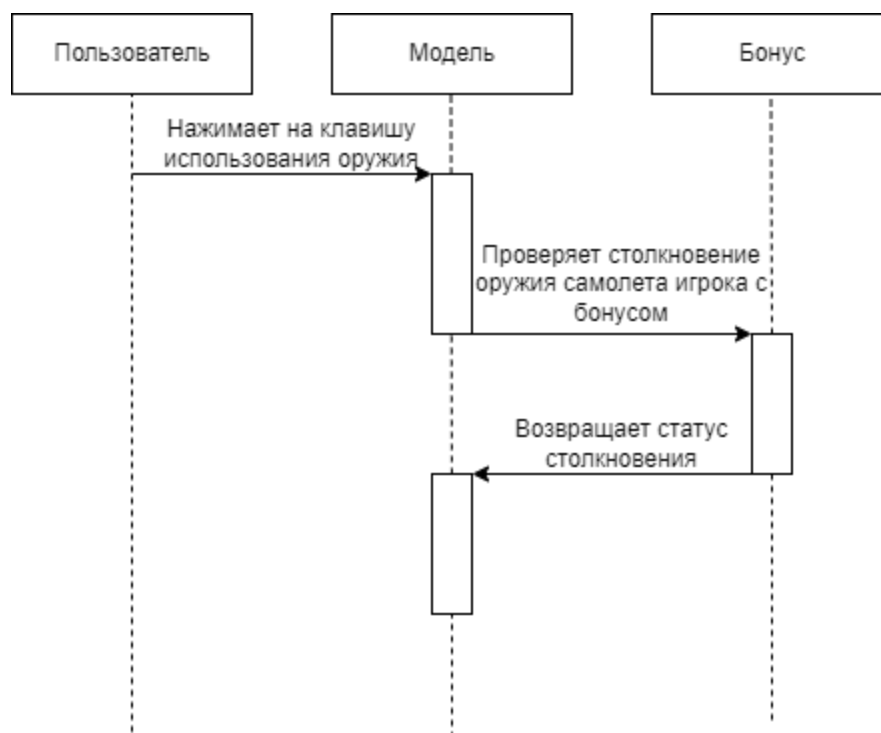 Пользователь
Модель
Бонус
Нажимает на клавишу
использования оружия
Проверяет столкновение
оружия самолета игрока с
бонусом
Возвращает статус
столкновения